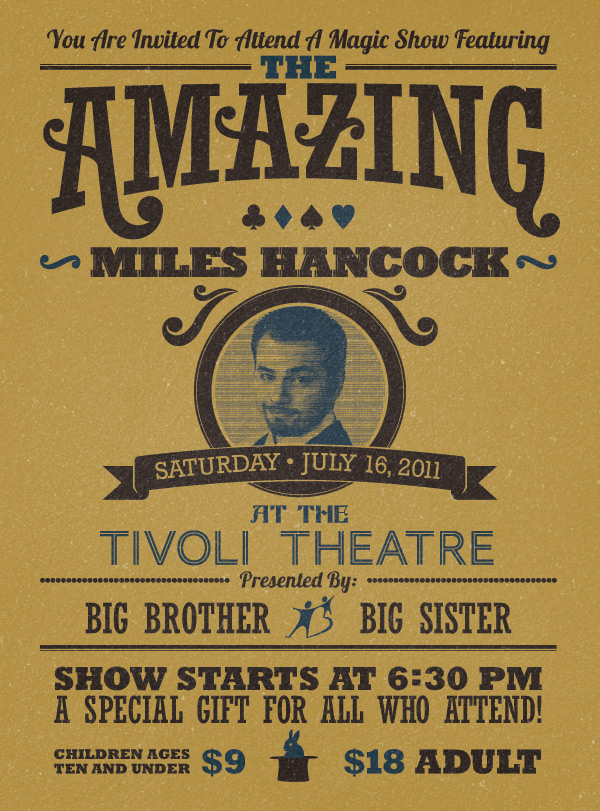 You Are Invited To Attend A Magic Show Featuring
THE
AMAZING
MILES HANCOCK
SATURDAY • JULY 16, 2011
AT THE
TIVOLI THEATRE
Presented By:
BIG BROTHER BIG SISTER
SHOW STARTS AT 6:30 PM
A SPECIAL GIFT FOR ALL WHO ATTEND!
CHILDREN AGES
TEN AND UNDER $9 $18 ADULT